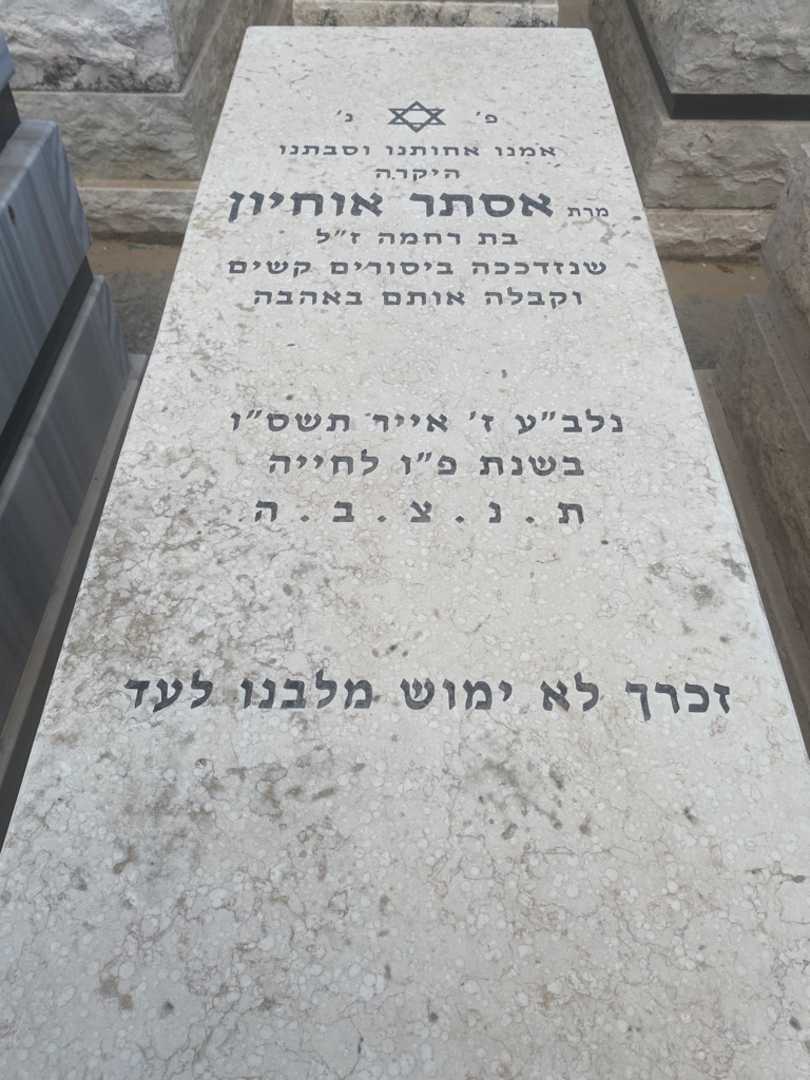 פ' נ'
אמנו אחותנו וסבתנו
היקרה
מרת אסתר אוחיון
בת רחמה ז"ל
שנזדככה ביסורים קשים
וקבלה אותם באהבה
נלב"ע ז' אייר תשס"ו
בשנת פ"ו לחייה
ת . נ . צ . ב . ה
זכרך לא ימוש מלבנו לעד